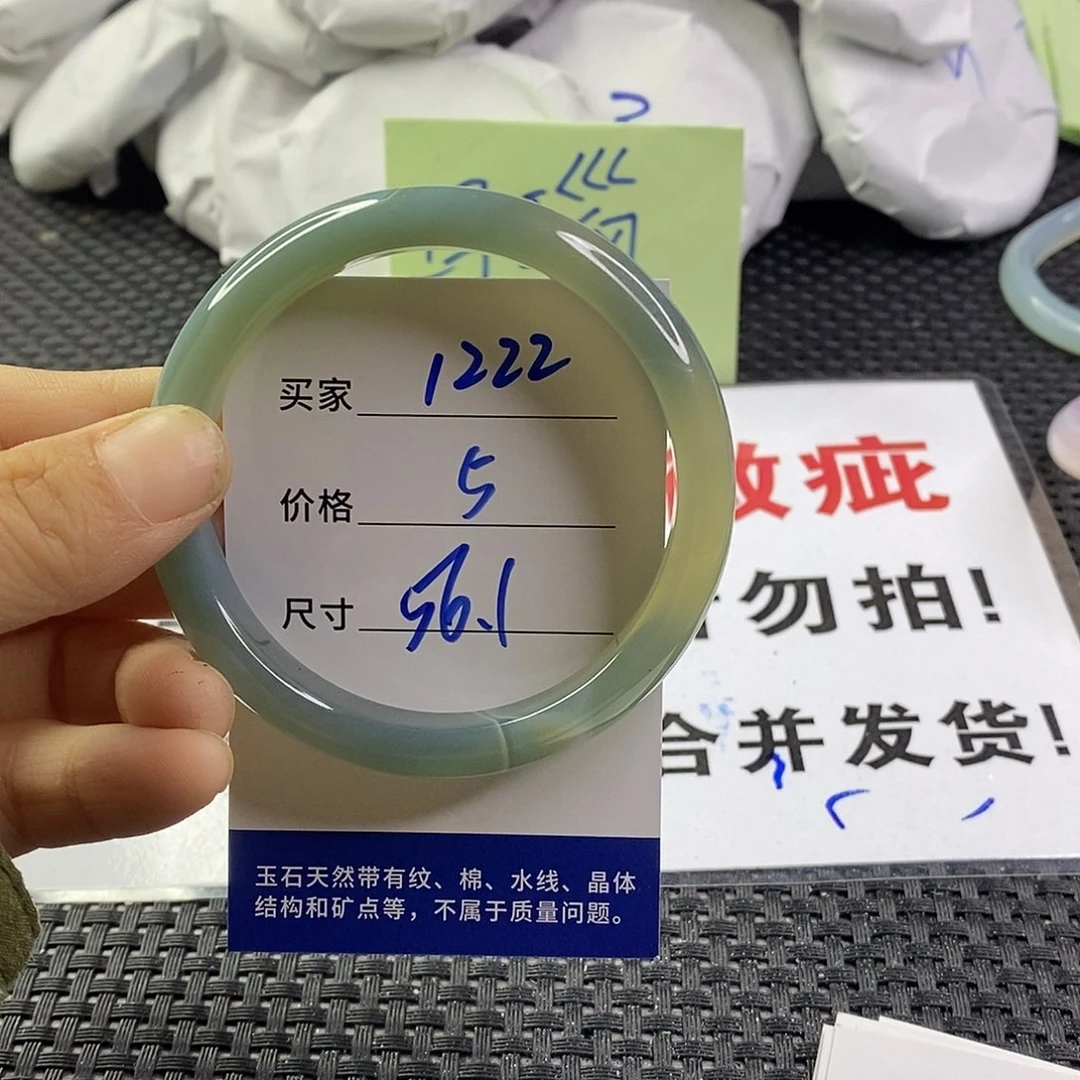 买家 1222
价格 5
尺寸 56.1
玉石天然带有纹、棉、水线、晶体
结构和矿点等，不属于质量问题。
疵
勿拍!
合并发货!